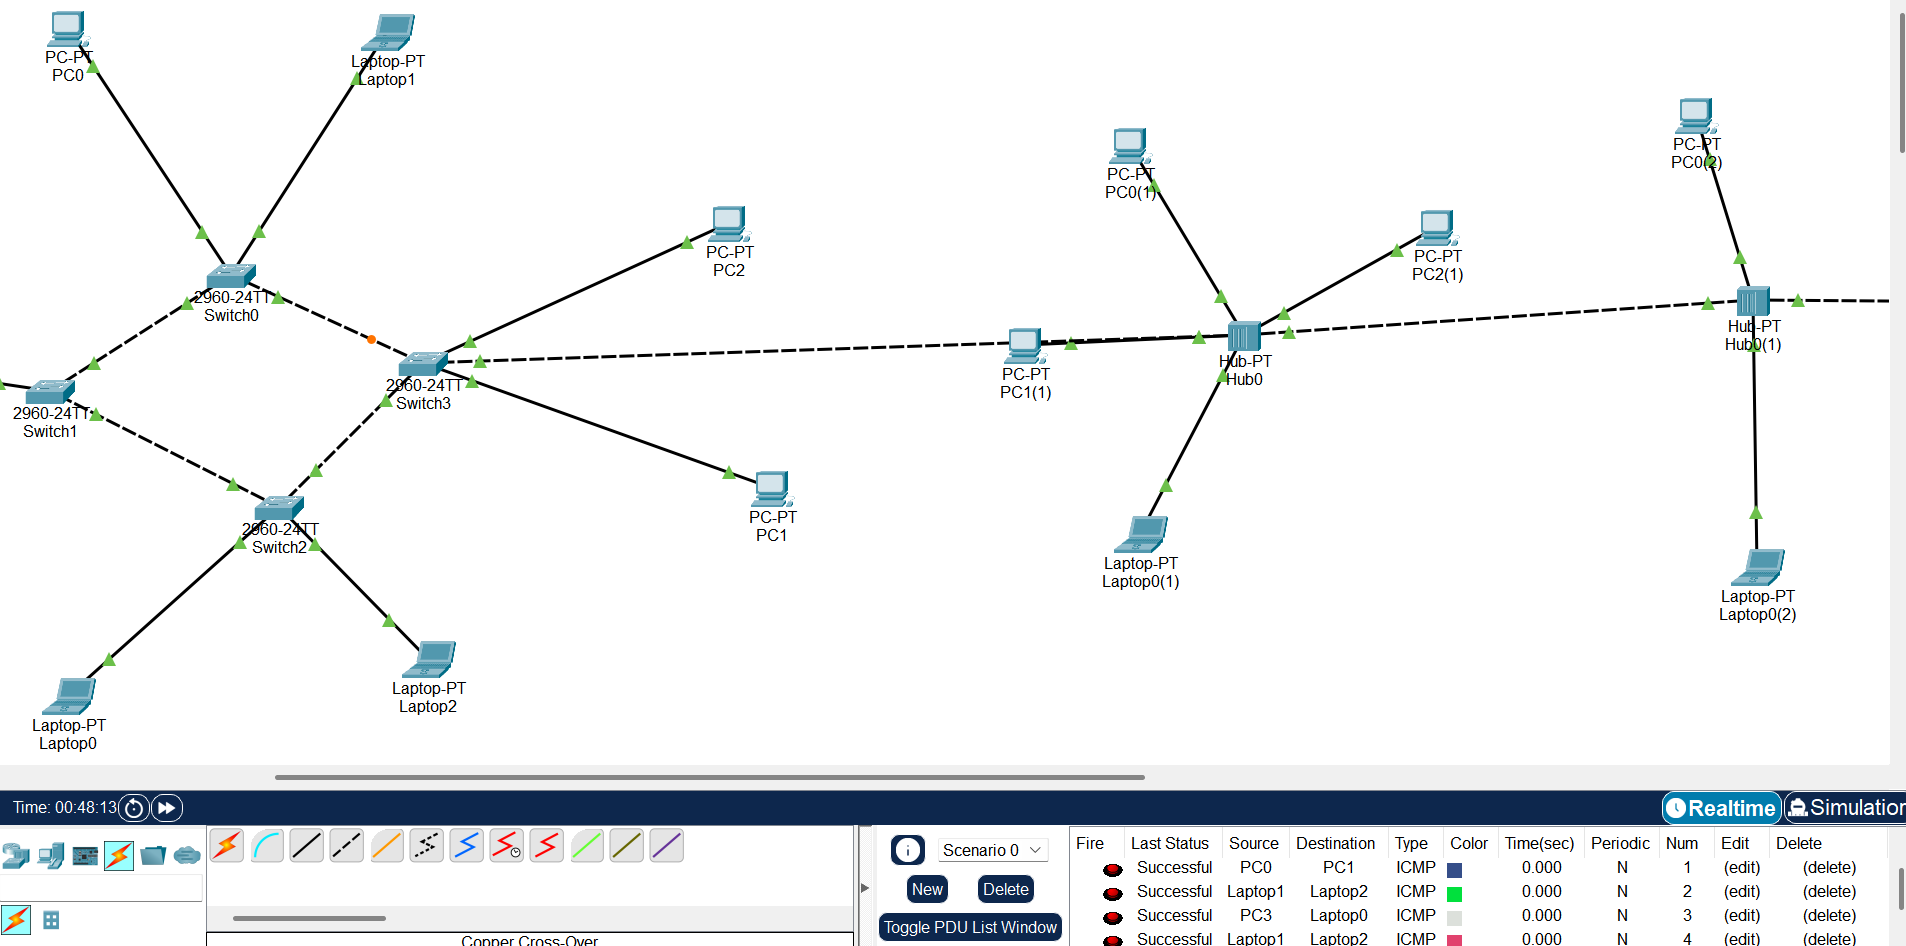 PC-PT
PC0
Laptop-PT
Laptop1
PC-PT
PC0(2)
PC-PT
PC0(1)
PC-PT
PC2
PC-PT
PC2(1)
2960-24TT
Switch0
Hub-PT
Hub0(1)
2960-24TT
Switch3
PC-PT
PC1(1)
Hub-PT
Hub0
2960-24TT
Switch1
2960-24TT
Switch2
PC-PT
PC1
Laptop-PT
Laptop0(1)
Laptop-PT
Laptop0(2)
Laptop-PT
Laptop2
Laptop-PT
Laptop0
Time: 00:48:13
Realtime
Simulation
Scenario 0
New
Delete
Toggle PDU List Window
Copper Cross-Over
Fire Last Status Source Destination Type Color Time(sec) Periodic Num Edit Delete
Successful PC0 PC1 ICMP 0.000 N 1 (edit) (delete)
Successful Laptop1 Laptop2 ICMP 0.000 N 2 (edit) (delete)
Successful PC3 Laptop0 ICMP 0.000 N 3 (edit) (delete)
Successful Laptop1 Laptop2 ICMP 0.000 N 4 (edit) (delete)